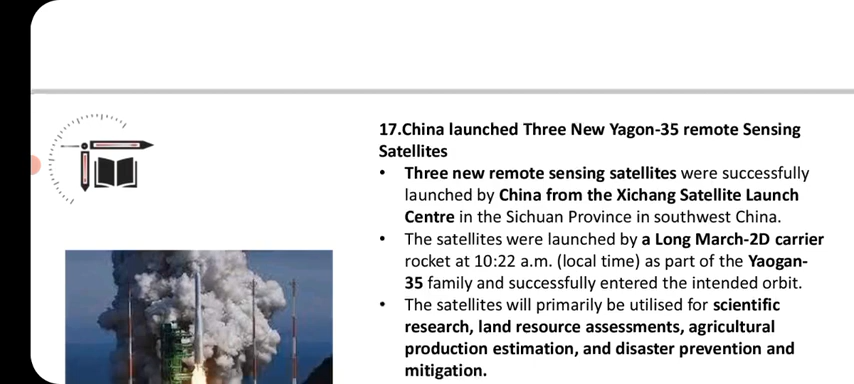 17.China launched Three New Yagon-35 remote Sensing
Satellites
• Three new remote sensing satellites were successfully
launched by China from the Xichang Satellite Launch
Centre in the Sichuan Province in southwest China.
• The satellites were launched by a Long March-2D carrier
rocket at 10:22 a.m. (local time) as part of the Yaogan-
35 family and successfully entered the intended orbit.
• The satellites will primarily be utilised for scientific
research, land resource assessments, agricultural
production estimation, and disaster prevention and
mitigation.